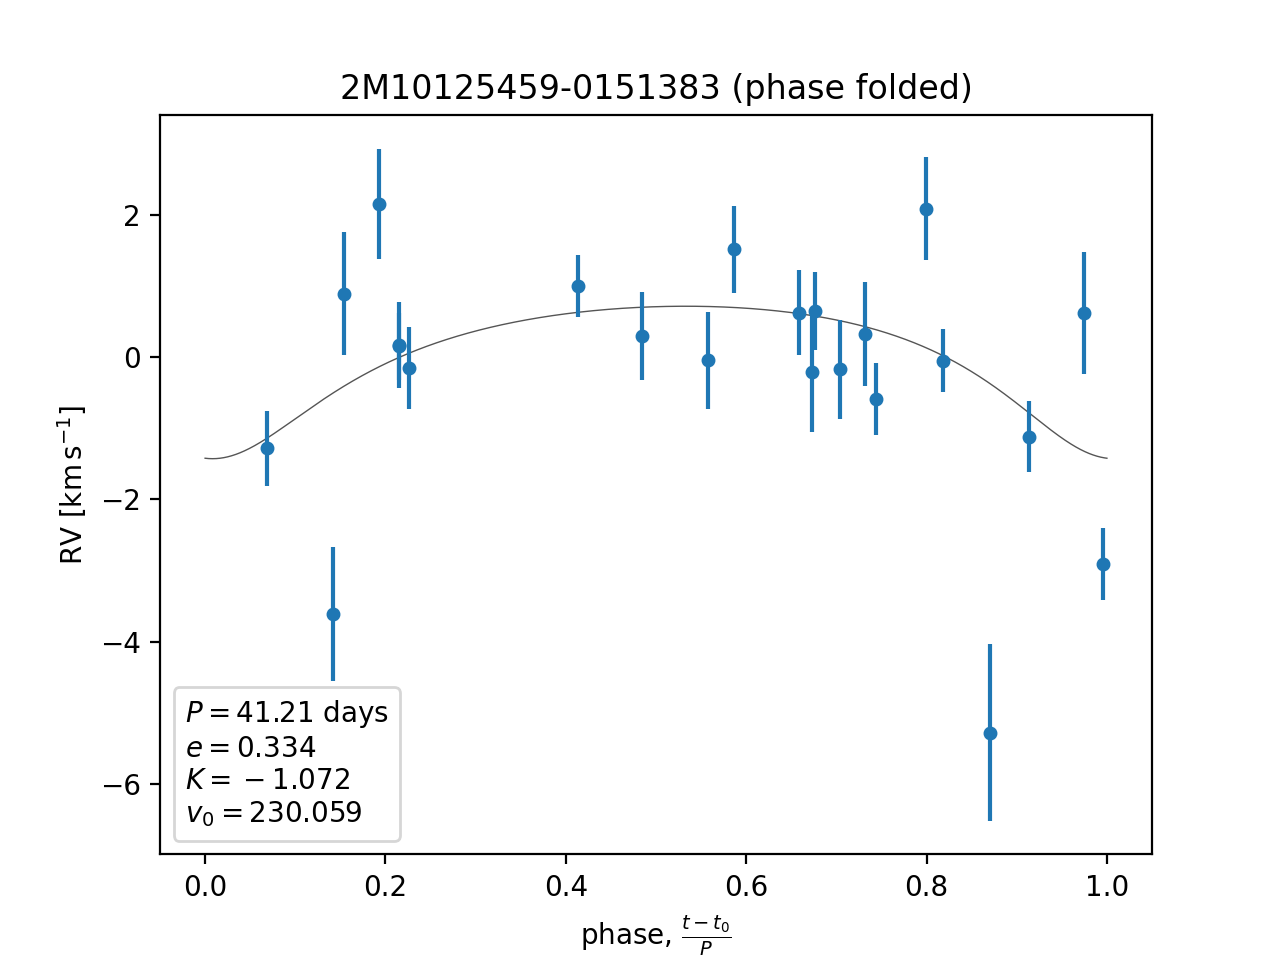 2M10125459-0151383 (phase folded)
RV [km s⁻¹]
2
0
−2
−4
−6
P = 41.21 days
e = 0.334
K = −1.072
v₀ = 230.059
0.0 0.2 0.4 0.6 0.8 1.0
phase, (t − t₀)/P